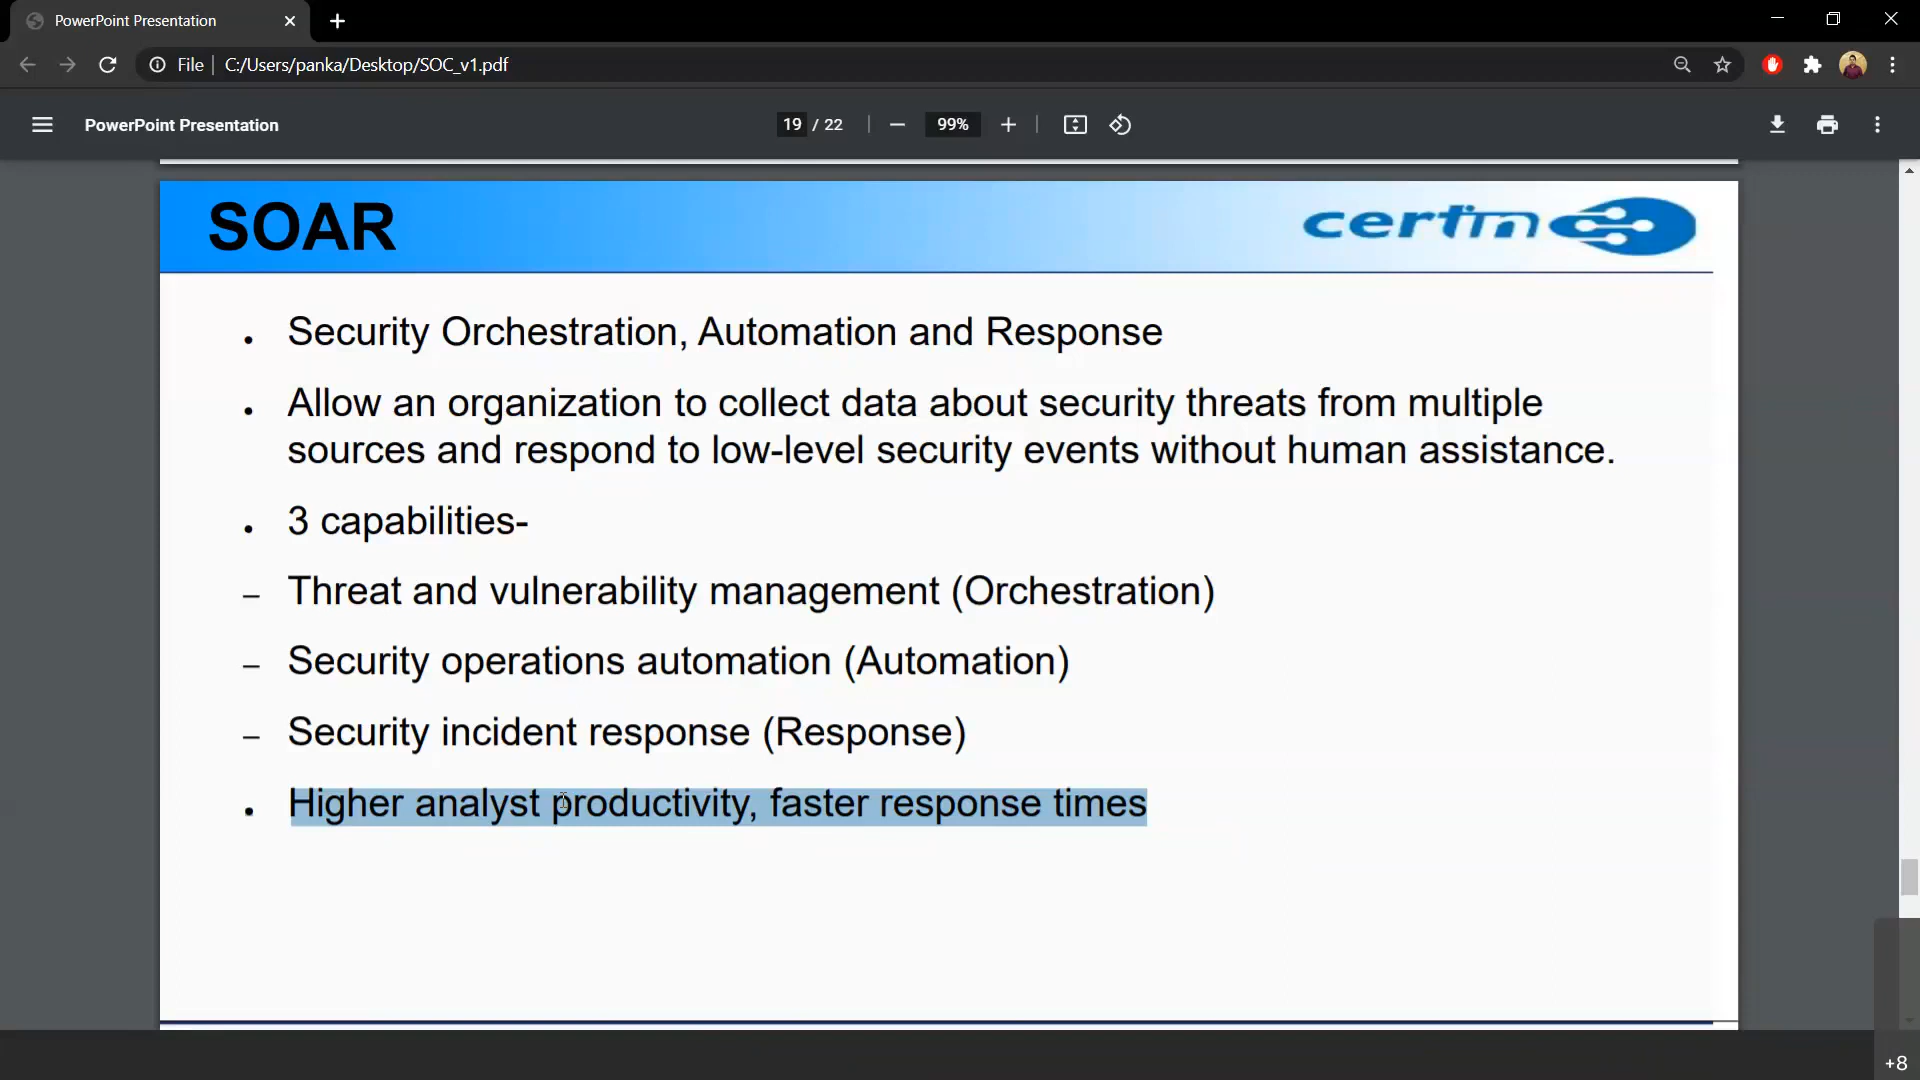 PowerPoint Presentation
File C:/Users/panka/Desktop/SOC_v1.pdf
PowerPoint Presentation
19 / 22
99%
SOAR
certin
• Security Orchestration, Automation and Response
• Allow an organization to collect data about security threats from multiple
sources and respond to low-level security events without human assistance.
• 3 capabilities-
– Threat and vulnerability management (Orchestration)
– Security operations automation (Automation)
– Security incident response (Response)
• Higher analyst productivity, faster response times
+8